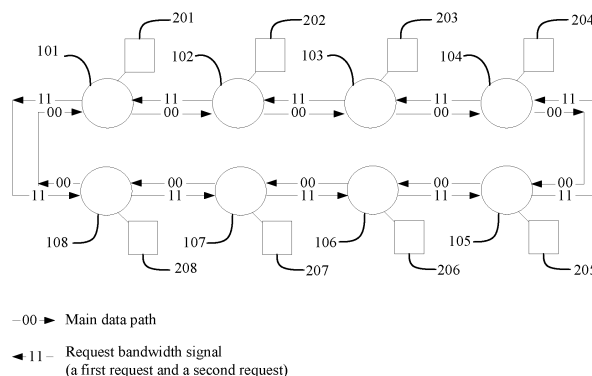 201 202 203 204
101 102 103 104
11 11 11 11 11
00 00 00 00 00
00 00 00 00 00
11 11 11 11 11
108 107 106 105
208 207 206 205
00 Main data path
11 Request bandwidth signal
(a first request and a second request)